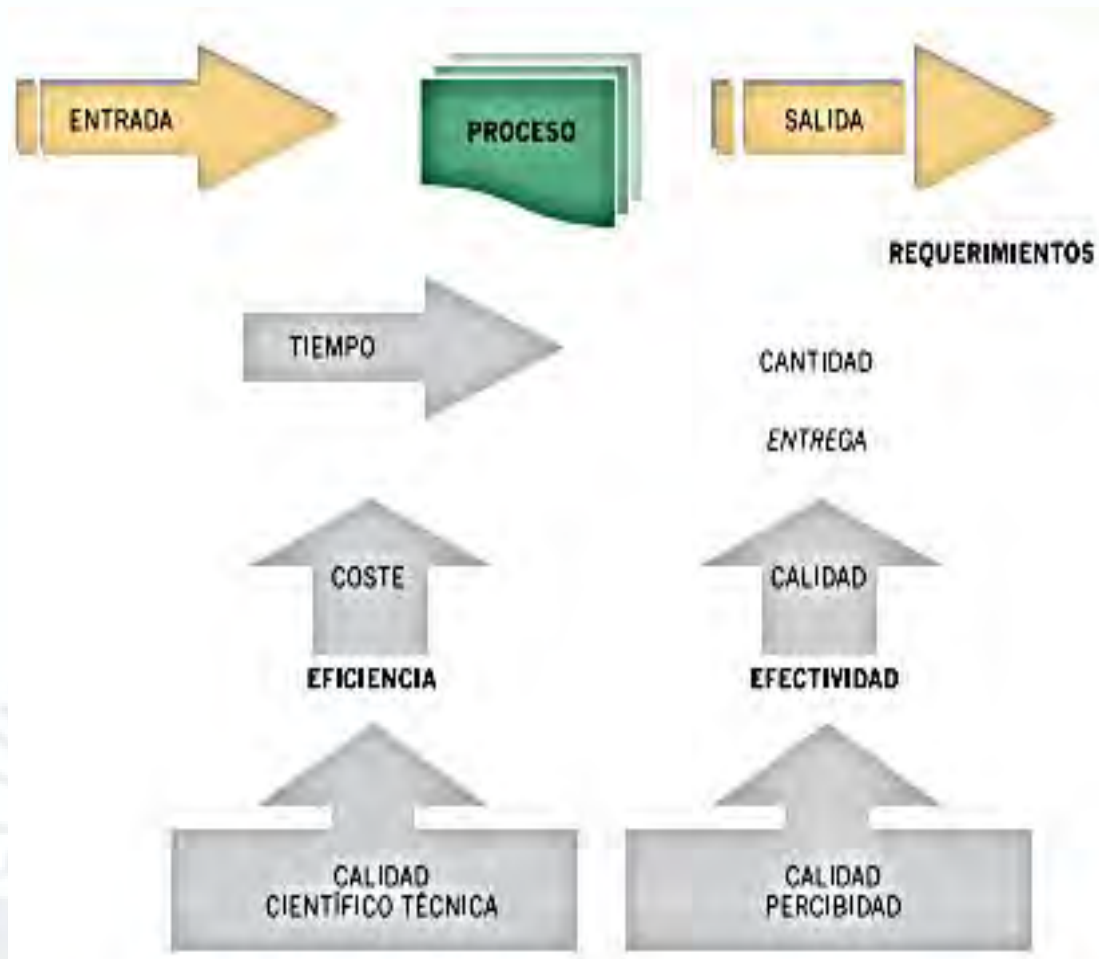 ENTRADA
PROCESO
SALIDA
REQUERIMIENTOS
TIEMPO
CANTIDAD
ENTREGA
COSTE
CALIDAD
EFICIENCIA
EFECTIVIDAD
CALIDAD
CIENTÍFICO TÉCNICA
CALIDAD
PERCIBIDAD